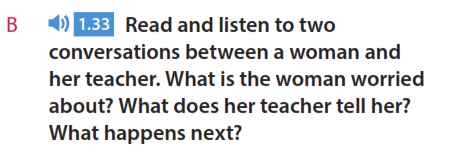 B 1.33 Read and listen to two
conversations between a woman and
her teacher. What is the woman worried
about? What does her teacher tell her?
What happens next?